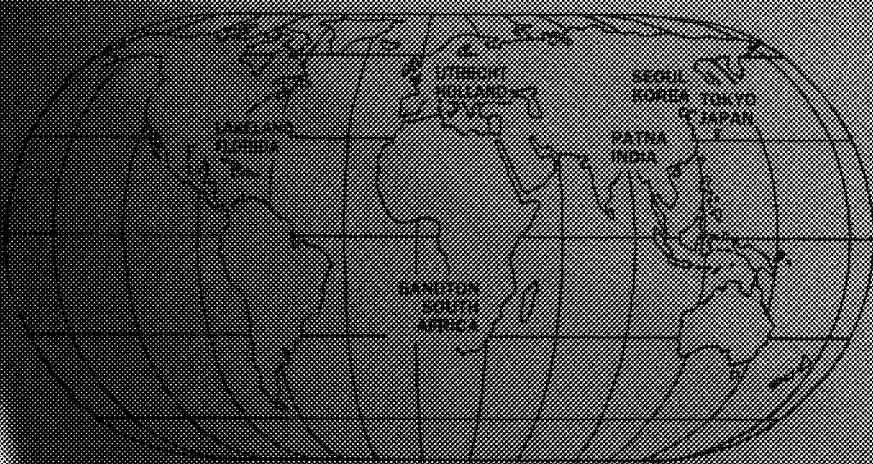 UTRECHT
HOLLAND
SEOUL
KOREA
TOKYO
JAPAN
LAKELAND
FLORIDA
PATNA
INDIA
SANDTON
SOUTH
AFRICA